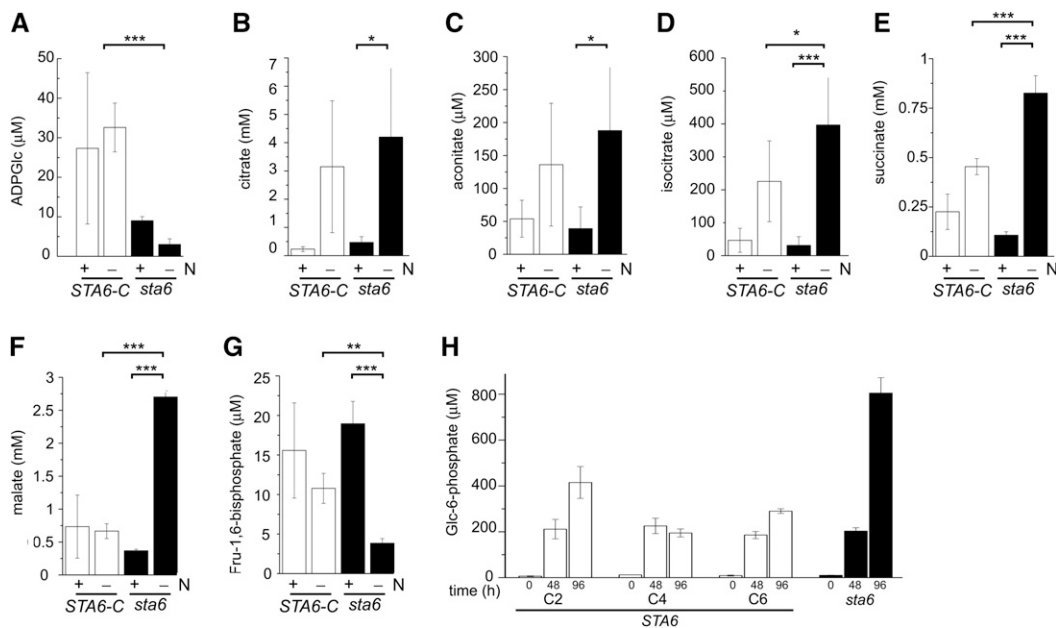 A
***
ADPGlc (µM)
50
40
30
20
10
0
+ – + – N
STA6-C sta6
B
*
citrate (mM)
7
6
5
4
3
2
1
0
+ – + – N
STA6-C sta6
C
*
aconitate (µM)
300
250
200
150
100
50
0
+ – + – N
STA6-C sta6
D
*
***
isocitrate (µM)
600
500
400
300
200
100
0
+ – + – N
STA6-C sta6
E
***
***
succinate (mM)
1
0.75
0.5
0.25
0
+ – + – N
STA6-C sta6
F
***
***
malate (mM)
3
2.5
2
1.5
1
0.5
0
+ – + – N
STA6-C sta6
G
**
***
Fru-1,6-bisphosphate (µM)
25
20
15
10
5
0
+ – + – N
STA6-C sta6
H
Glc-6-phosphate (µM)
800
600
400
200
0
time (h) 0 48 96 0 48 96 0 48 96 0 48 96
C2 C4 C6 sta6
STA6